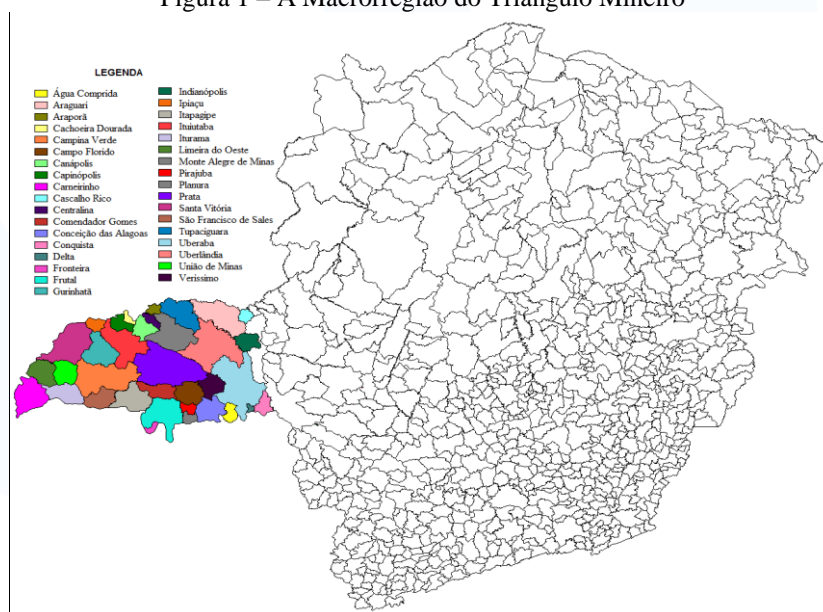 Figura 1 – A Macrorregião do Triângulo Mineiro
LEGENDA
Água Comprida
Araguari
Araporã
Cachoeira Dourada
Campina Verde
Campo Florido
Canápolis
Capinópolis
Carneirinho
Cascalho Rico
Centralina
Comendador Gomes
Conceição das Alagoas
Conquista
Delta
Fronteira
Frutal
Gurinhatã
Indianópolis
Ipiaçu
Itapagipe
Ituiutaba
Iturama
Limeira do Oeste
Monte Alegre de Minas
Pirajuba
Planura
Prata
Santa Vitória
São Francisco de Sales
Tupaciguara
Uberaba
Uberlândia
União de Minas
Veríssimo